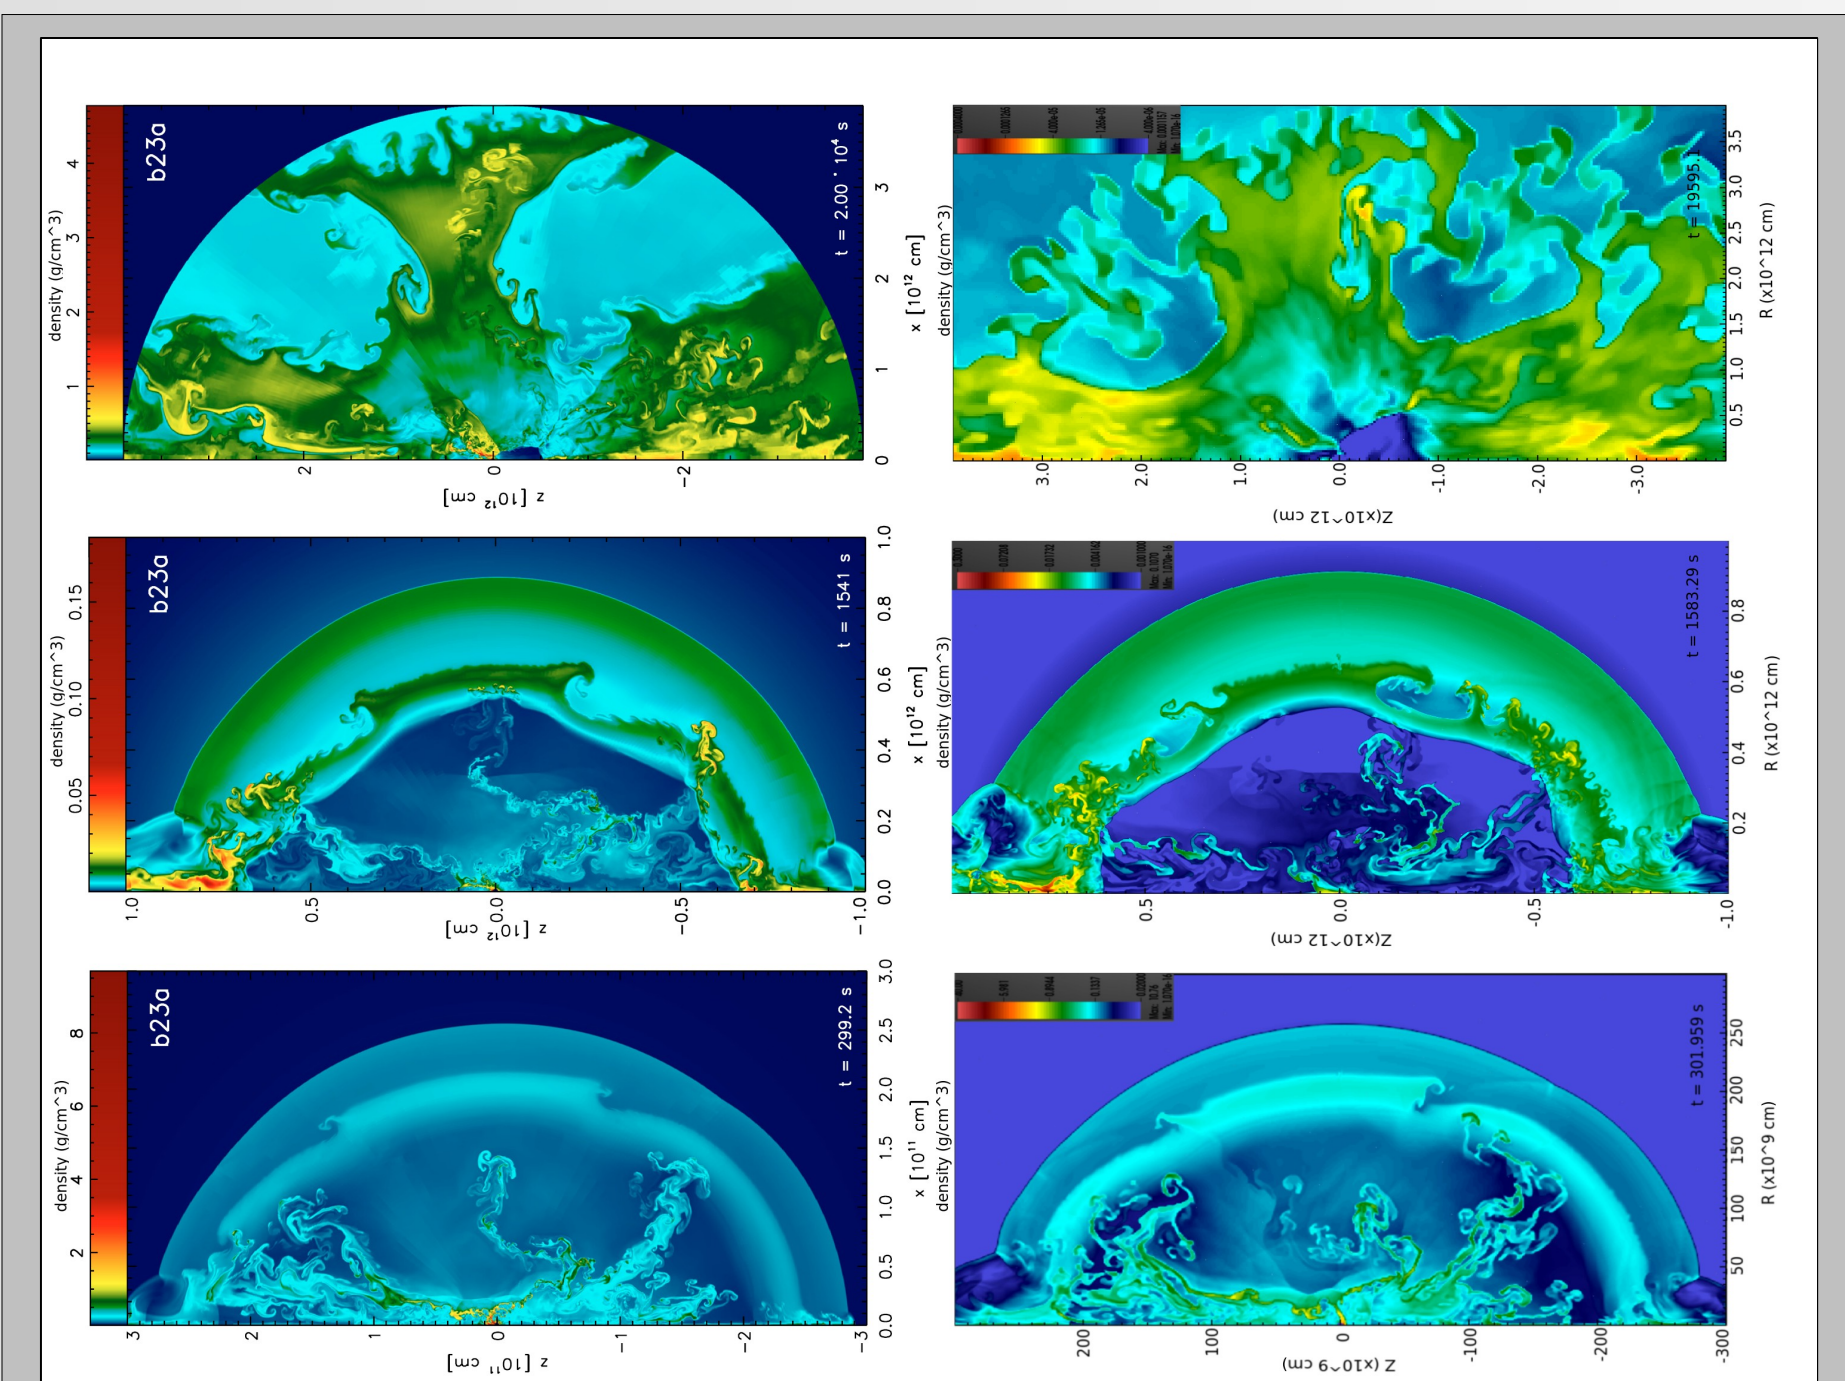 density (g/cm^3)
1
2
3
4
b23a
t = 2.00 * 10⁴ s
2
0
−2
z [10¹² cm]
0
1
2
3
x [10¹² cm]
density (g/cm^3)
t = 19595.1
3.0
2.0
1.0
0.0
-1.0
-2.0
-3.0
Z(x10^12 cm)
0.5
1.0
1.5
2.0
2.5
3.0
3.5
R (x10^12 cm)
density (g/cm^3)
0.05
0.10
0.15
b23a
t = 1541 s
1.0
0.5
0.0
−0.5
−1.0
z [10¹² cm]
0.0
0.2
0.4
0.6
0.8
1.0
x [10¹² cm]
density (g/cm^3)
t = 1583.29 s
0.5
0.0
-0.5
-1.0
Z(x10^12 cm)
0.2
0.4
0.6
0.8
R (x10^12 cm)
density (g/cm^3)
2
4
6
8
b23a
t = 299.2 s
3
2
1
0
−1
−2
−3
z [10¹¹ cm]
0.0
0.5
1.0
1.5
2.0
2.5
3.0
x [10¹¹ cm]
density (g/cm^3)
t = 301.959 s
200
100
0
-100
-200
-300
Z (x10^9 cm)
50
100
150
200
250
R (x10^9 cm)